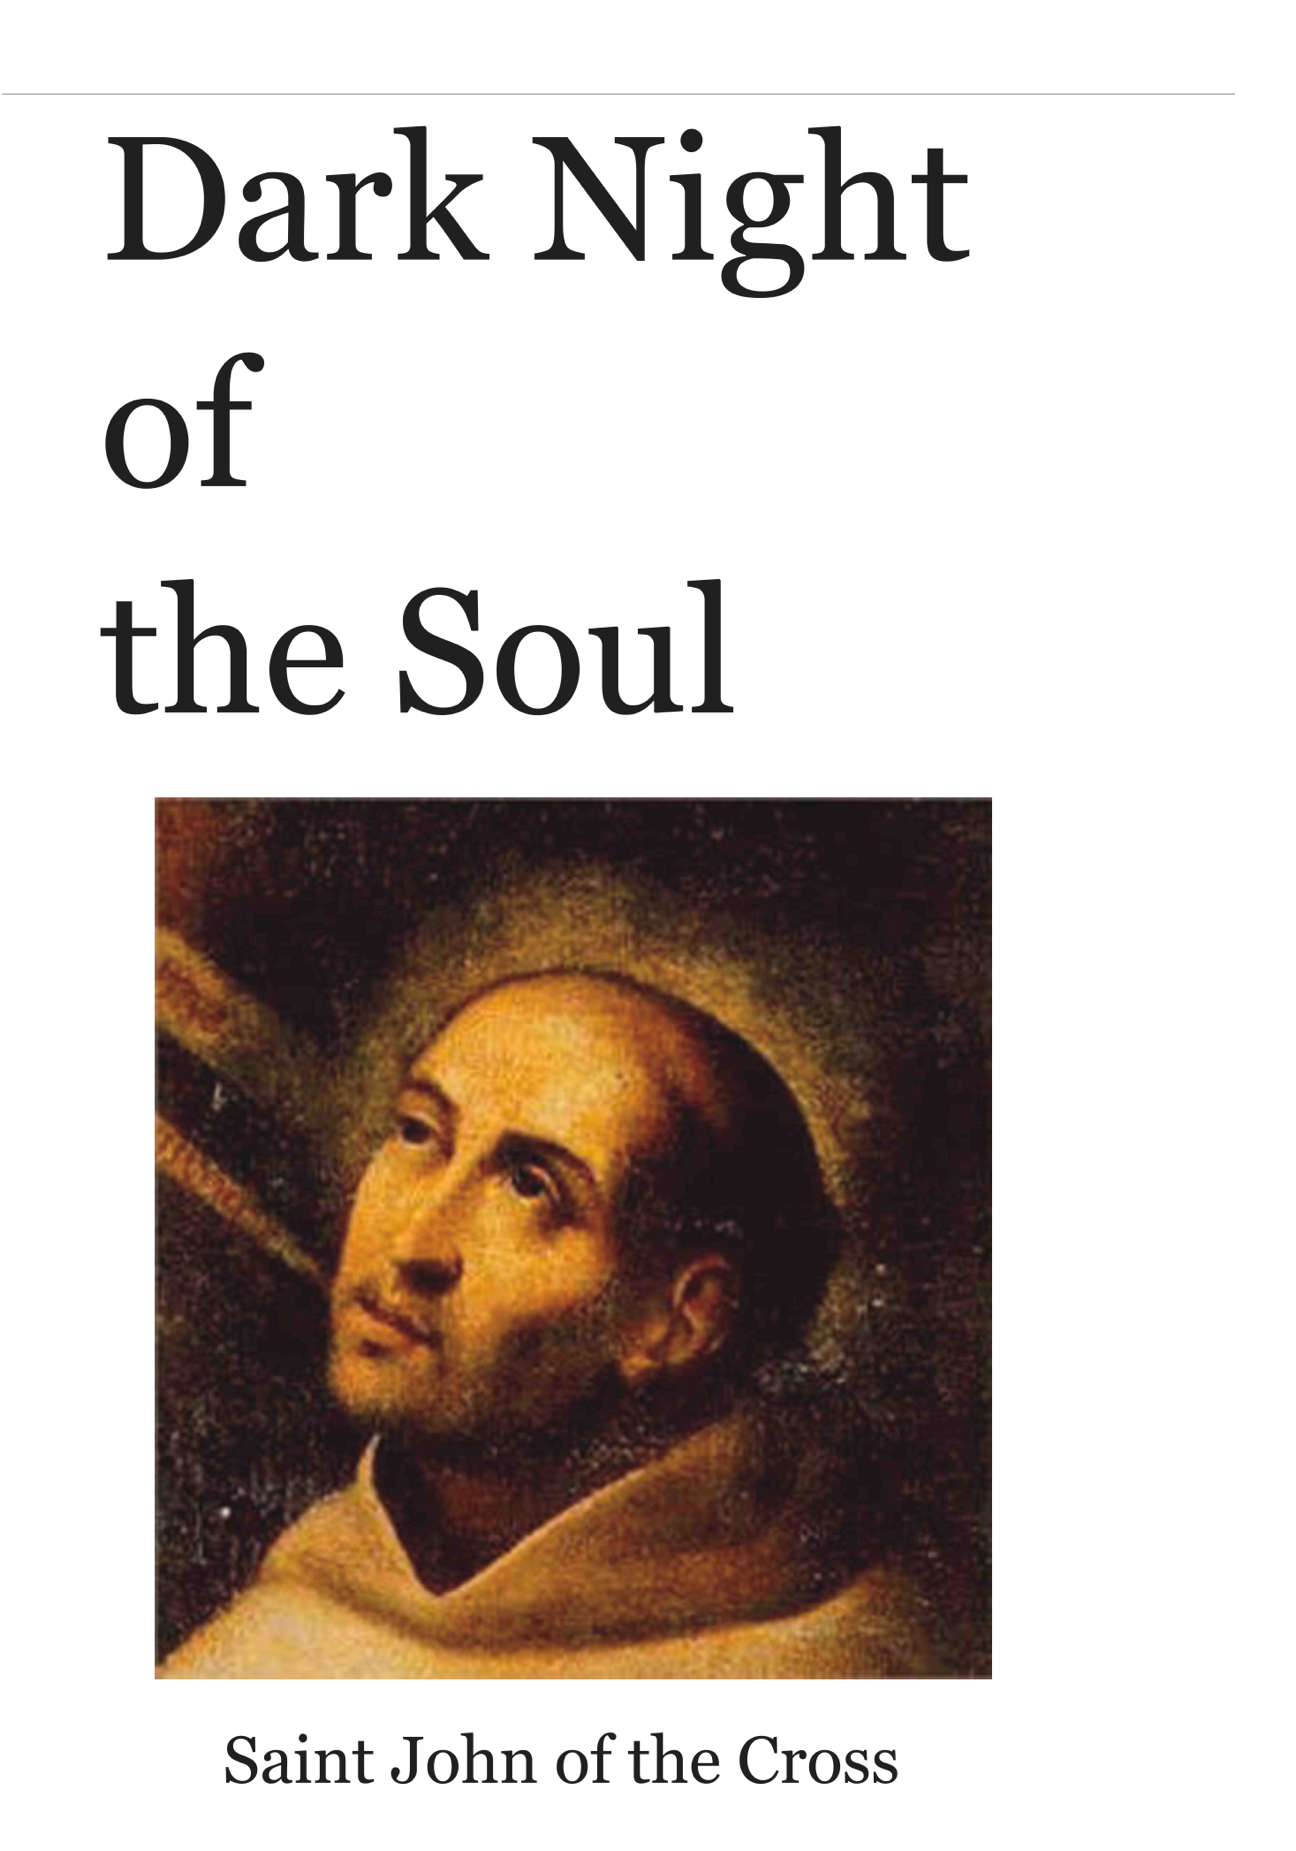 Dark Night
of
the Soul
Saint John of the Cross